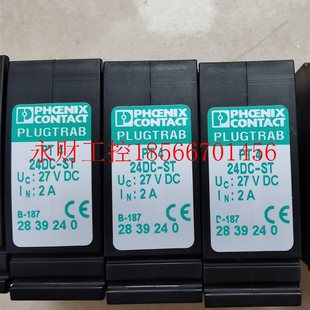 PHOENIX CONTACT
PLUGTRAB
24DC-ST
UC: 27 V DC
IN: 2 A
B-187
28 39 24 0
PHOENIX CONTACT
PLUGTRAB
24DC-ST
UC: 27 V DC
IN: 2 A
B-187
28 39 24 0
PHOENIX CONTACT
PLUGTRAB
24DC-ST
UC: 27 V DC
IN: 2 A
28 39 24 0
永财工控18566701456